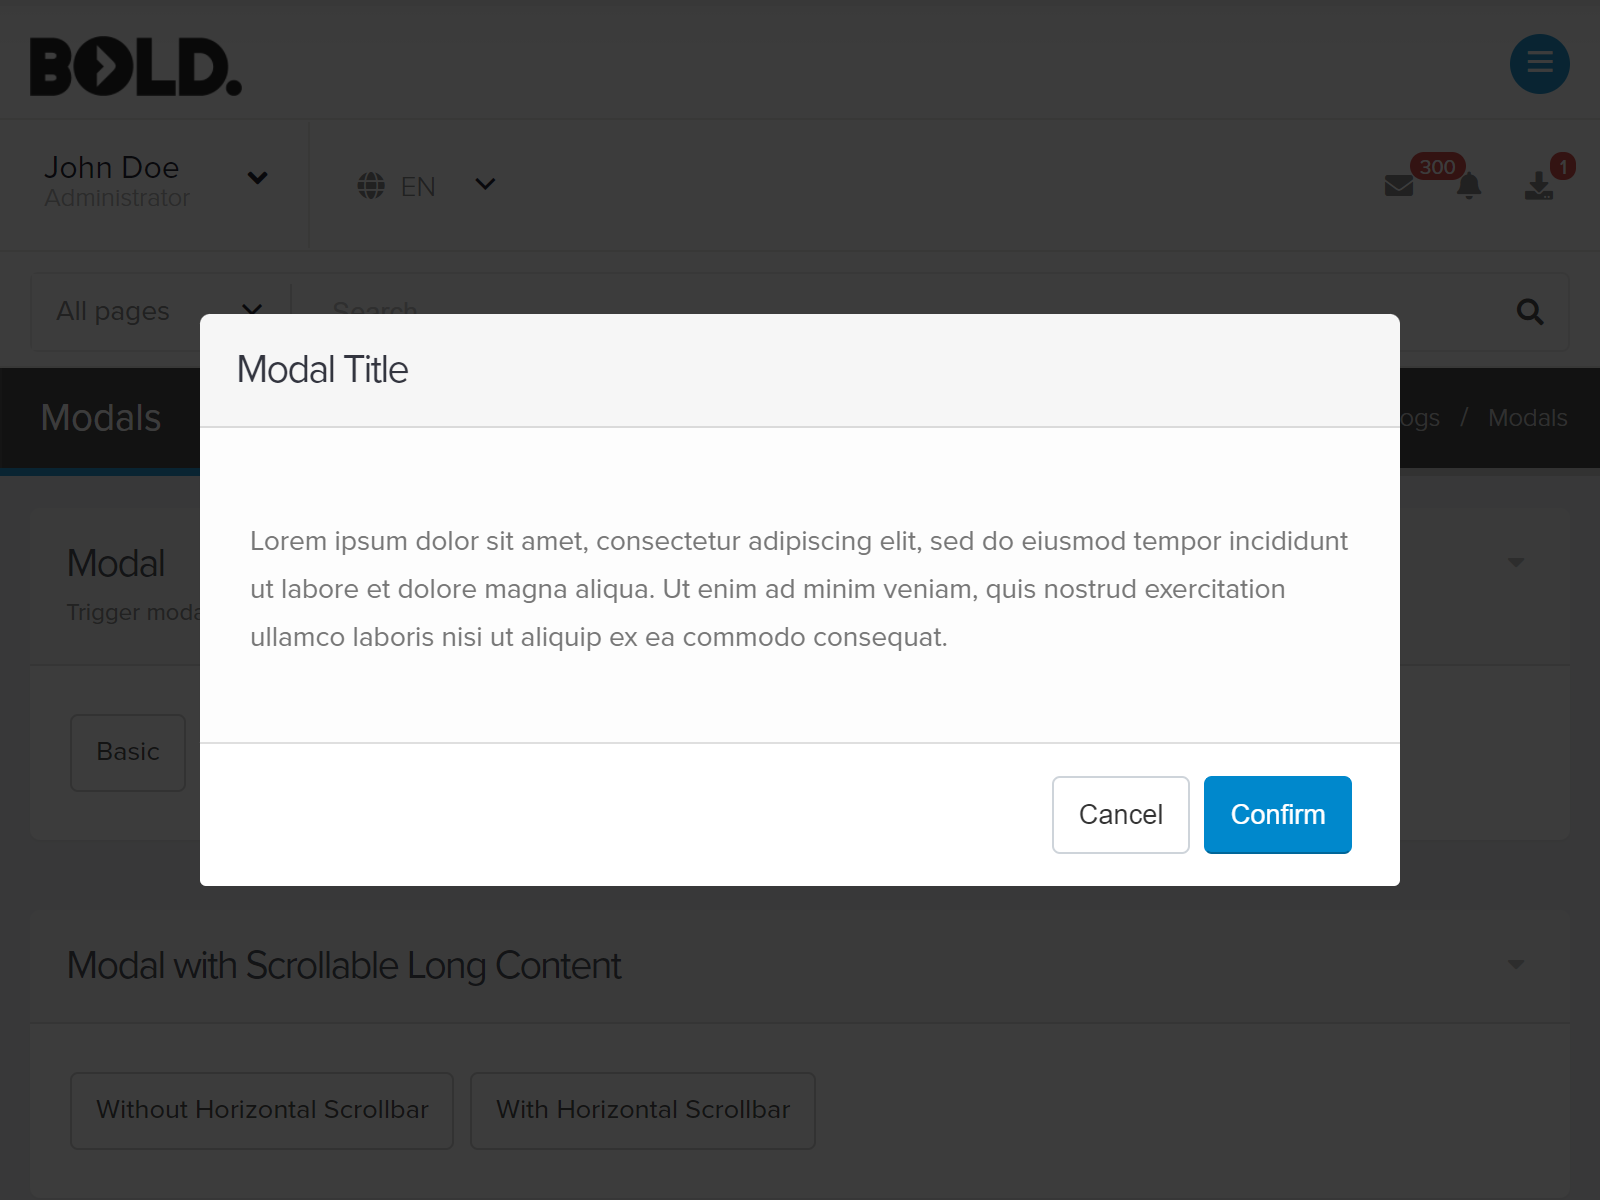 BOLD.
John Doe
Administrator
EN
300
1
All pages
Search
Modals
ogs / Modals
Modal Title
Lorem ipsum dolor sit amet, consectetur adipiscing elit, sed do eiusmod tempor incididunt
ut labore et dolore magna aliqua. Ut enim ad minim veniam, quis nostrud exercitation
ullamco laboris nisi ut aliquip ex ea commodo consequat.
Cancel
Confirm
Modal
Trigger moda
Basic
Modal with Scrollable Long Content
Without Horizontal Scrollbar
With Horizontal Scrollbar